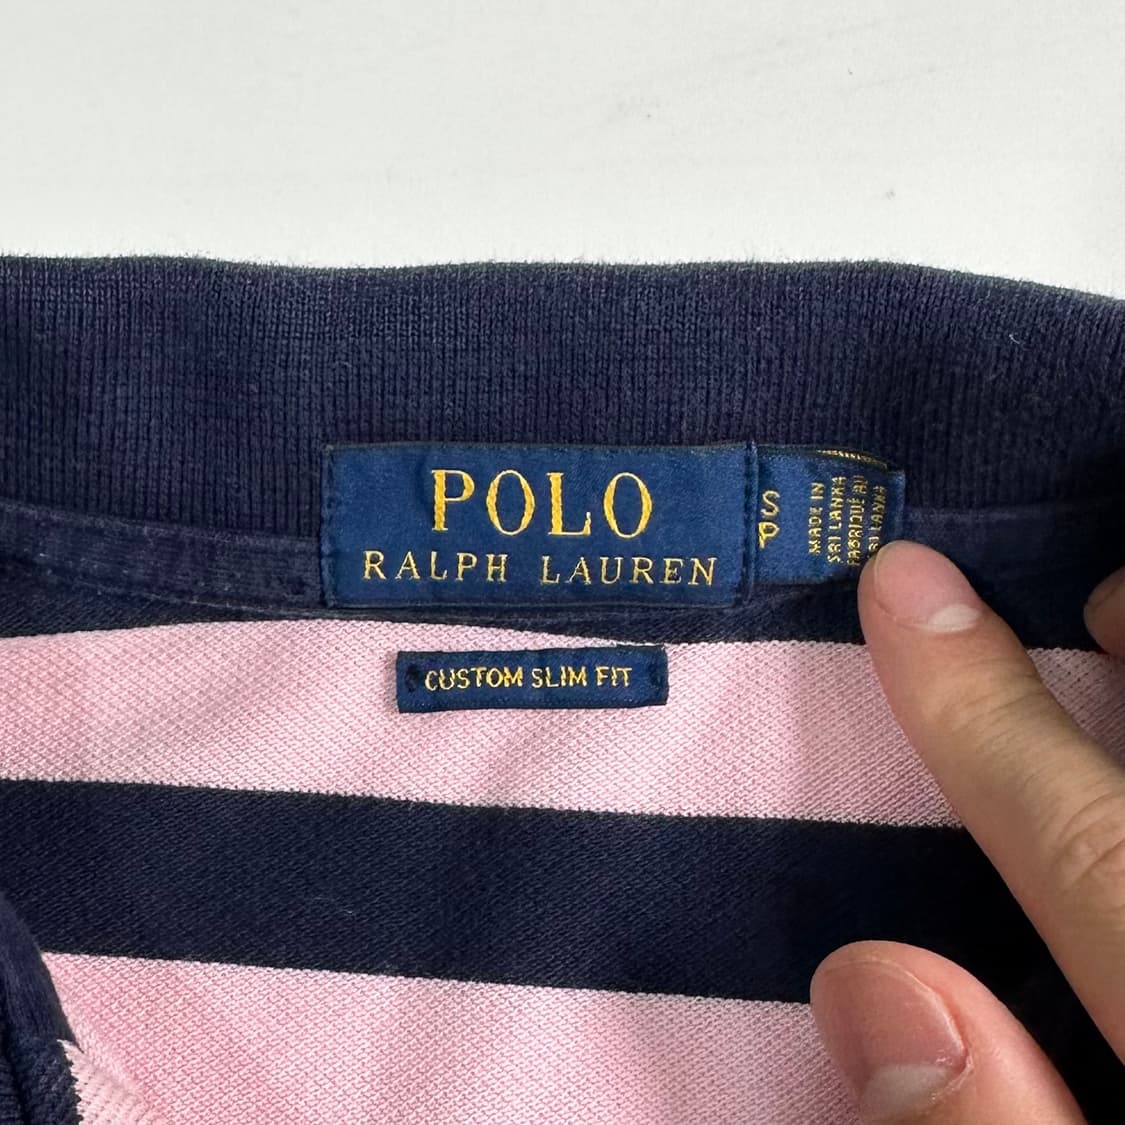 POLO
RALPH LAUREN
S
P
MADE IN
SRI LANKA
FABRIQUÉ AU
SRI LANKA
CUSTOM SLIM FIT